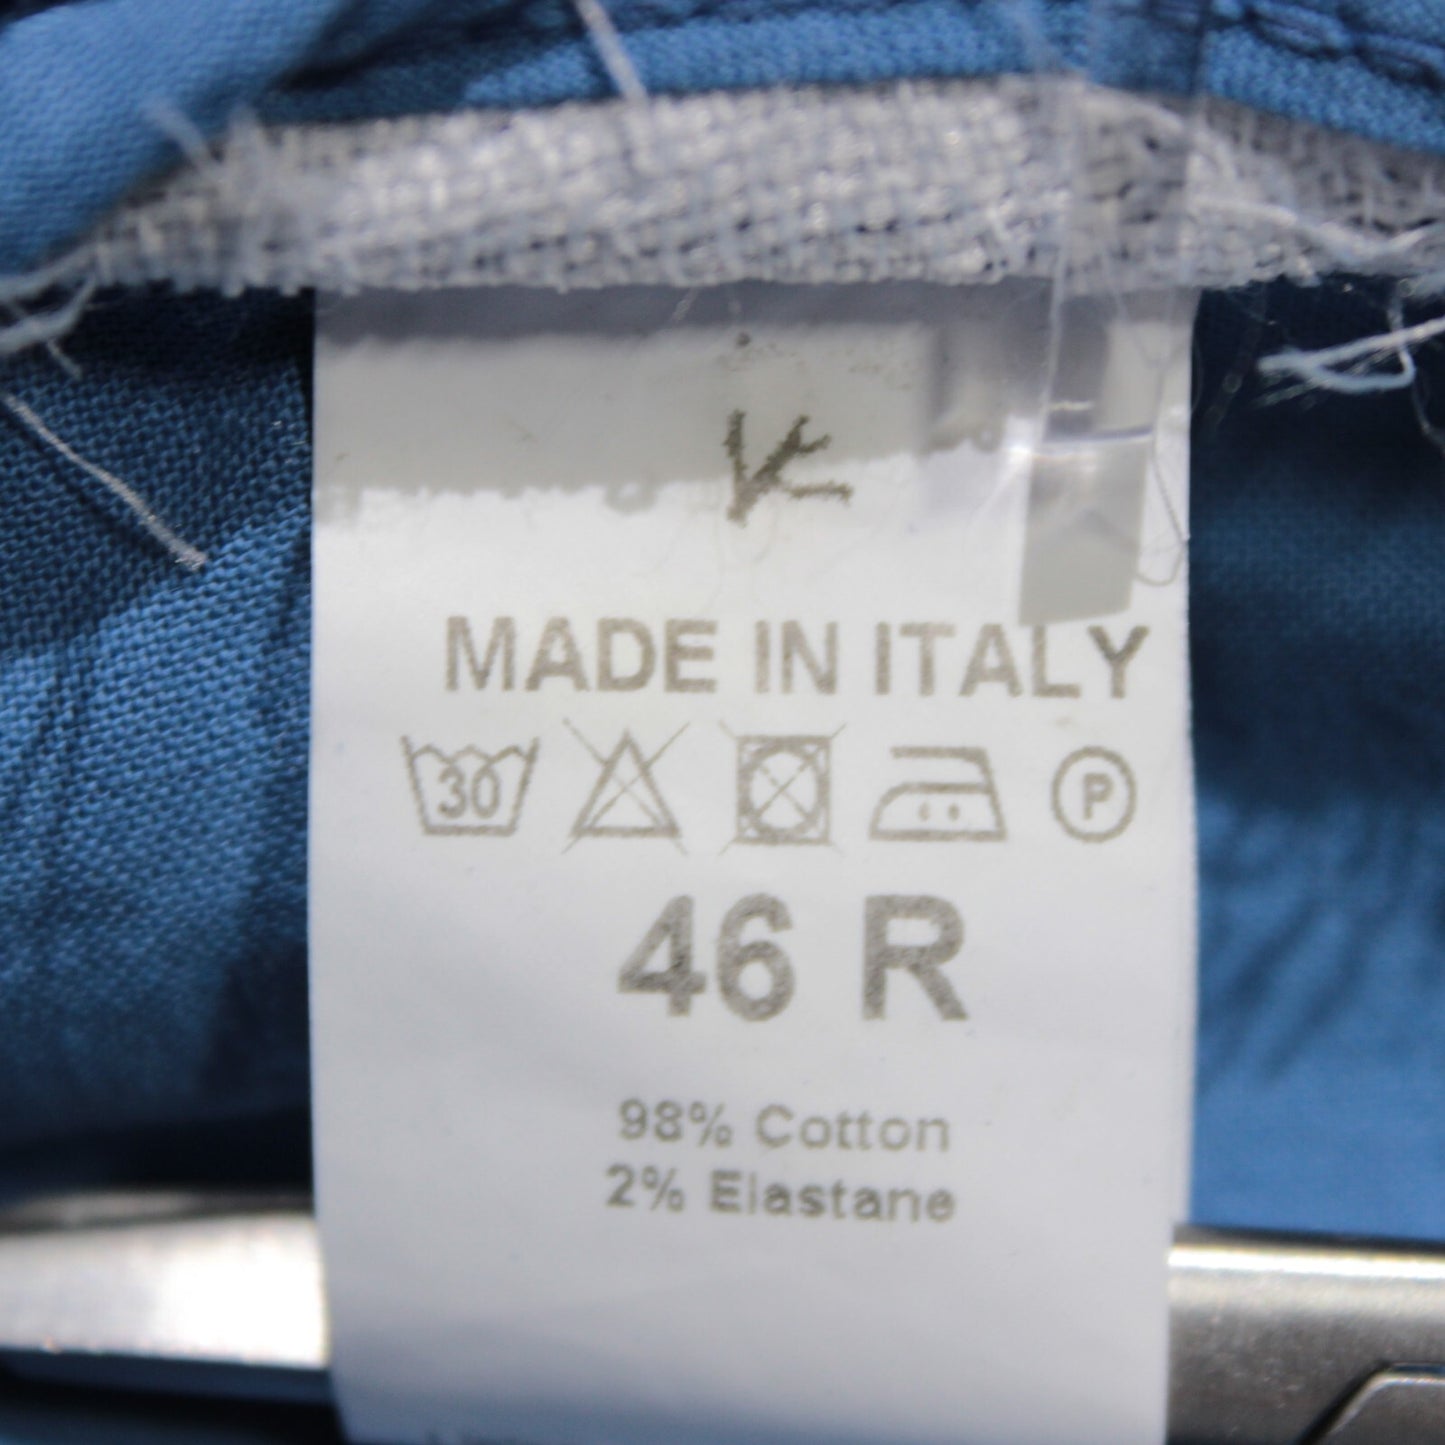 K
MADE IN ITALY
30 P
46 R
98% Cotton
2% Elastane